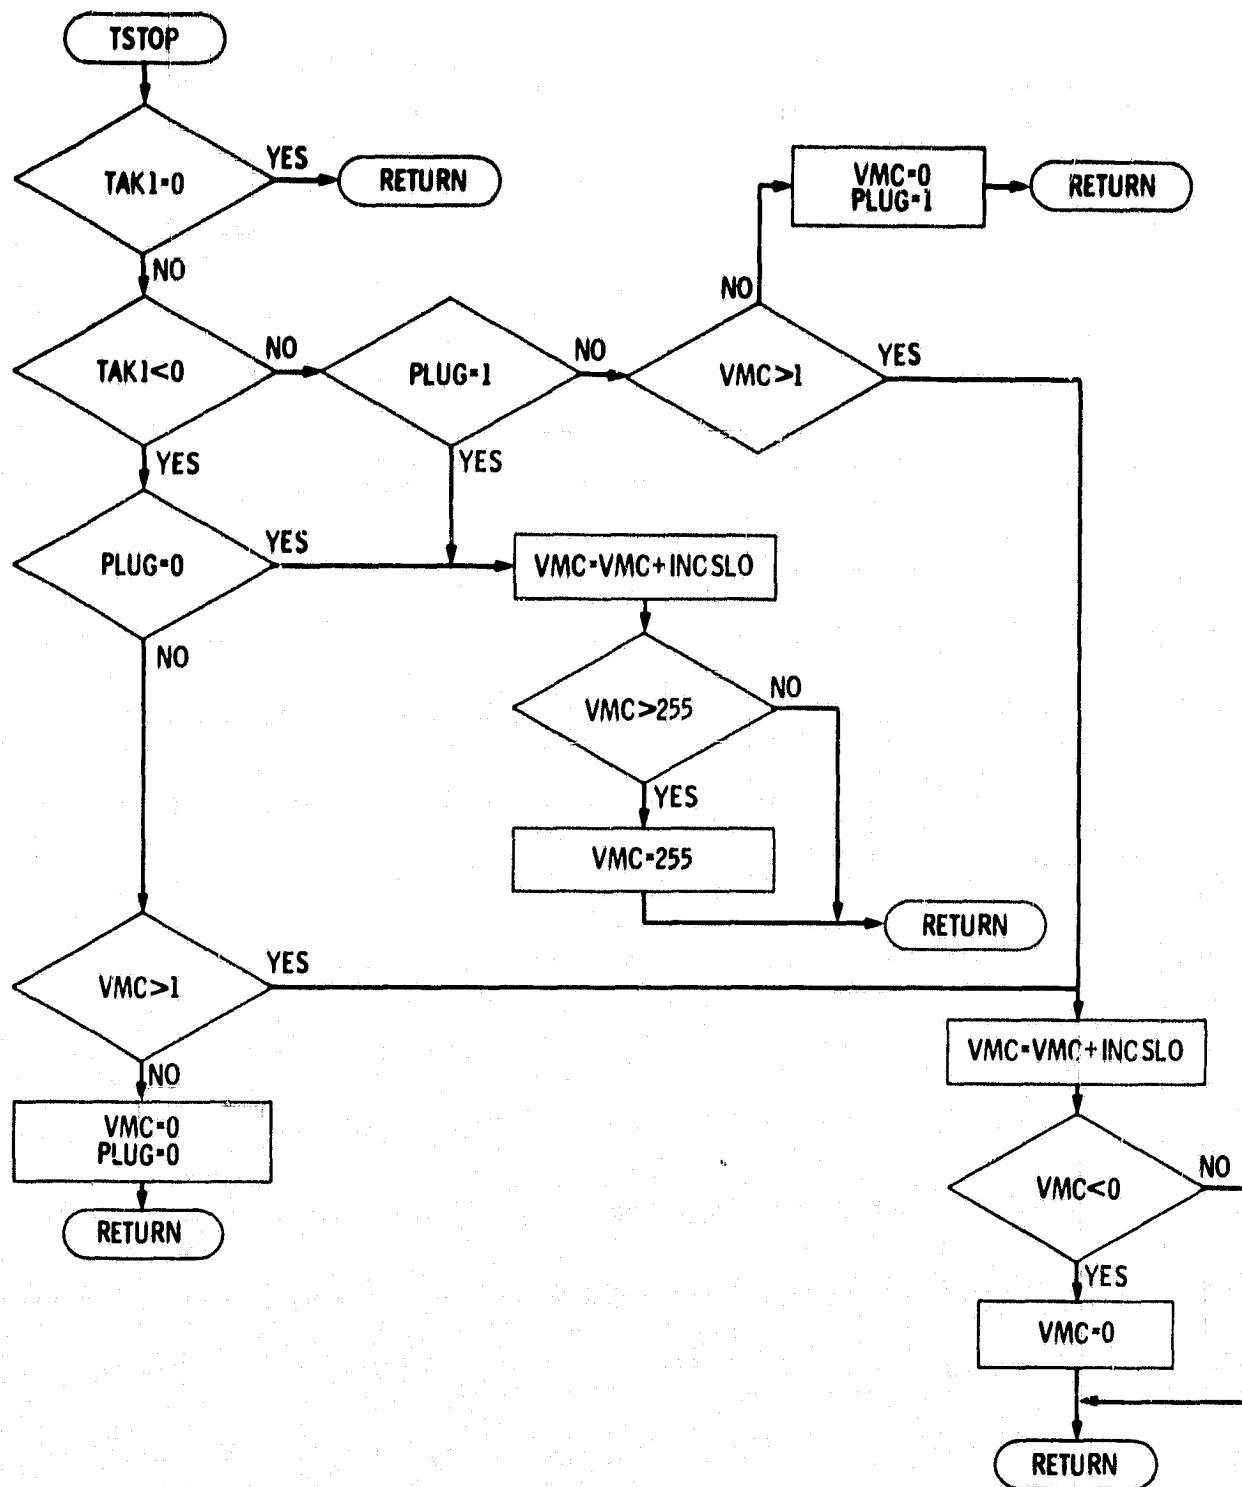 TSTOP
TAK1=0
YES
RETURN
NO
TAK1<0
NO
PLUG=1
NO
VMC>1
NO
VMC=0
PLUG=1
RETURN
YES
YES
YES
PLUG=0
YES
VMC=VMC+INCSLO
NO
VMC>255
NO
YES
VMC=255
RETURN
VMC>1
YES
NO
VMC=0
PLUG=0
RETURN
VMC=VMC+INCSLO
VMC<0
NO
YES
VMC=0
RETURN